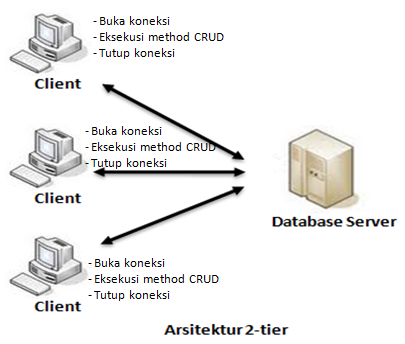 - Buka koneksi
- Eksekusi method CRUD
- Tutup koneksi
Client
- Buka koneksi
- Eksekusi method CRUD
- Tutup koneksi
Client
Database Server
- Buka koneksi
- Eksekusi method CRUD
- Tutup koneksi
Client
Arsitektur 2-tier